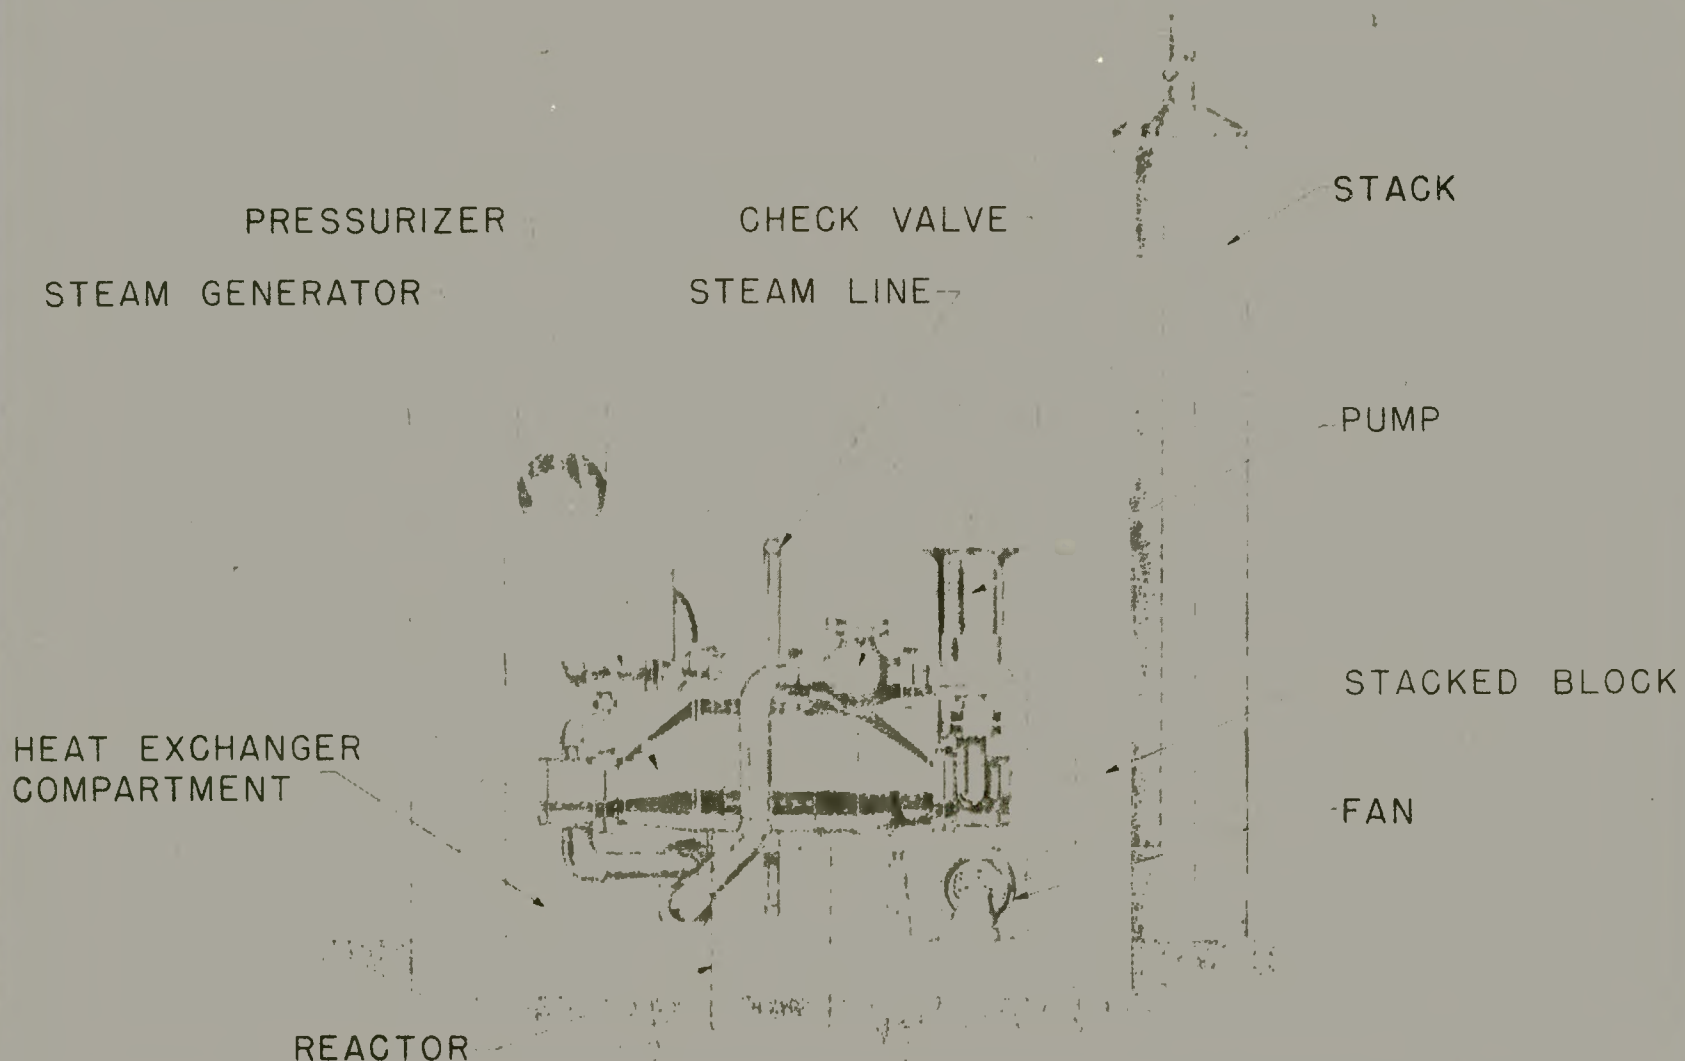 STACK
PRESSURIZER
CHECK VALVE
STEAM GENERATOR
STEAM LINE
PUMP
STACKED BLOCK
HEAT EXCHANGER
COMPARTMENT
FAN
REACTOR